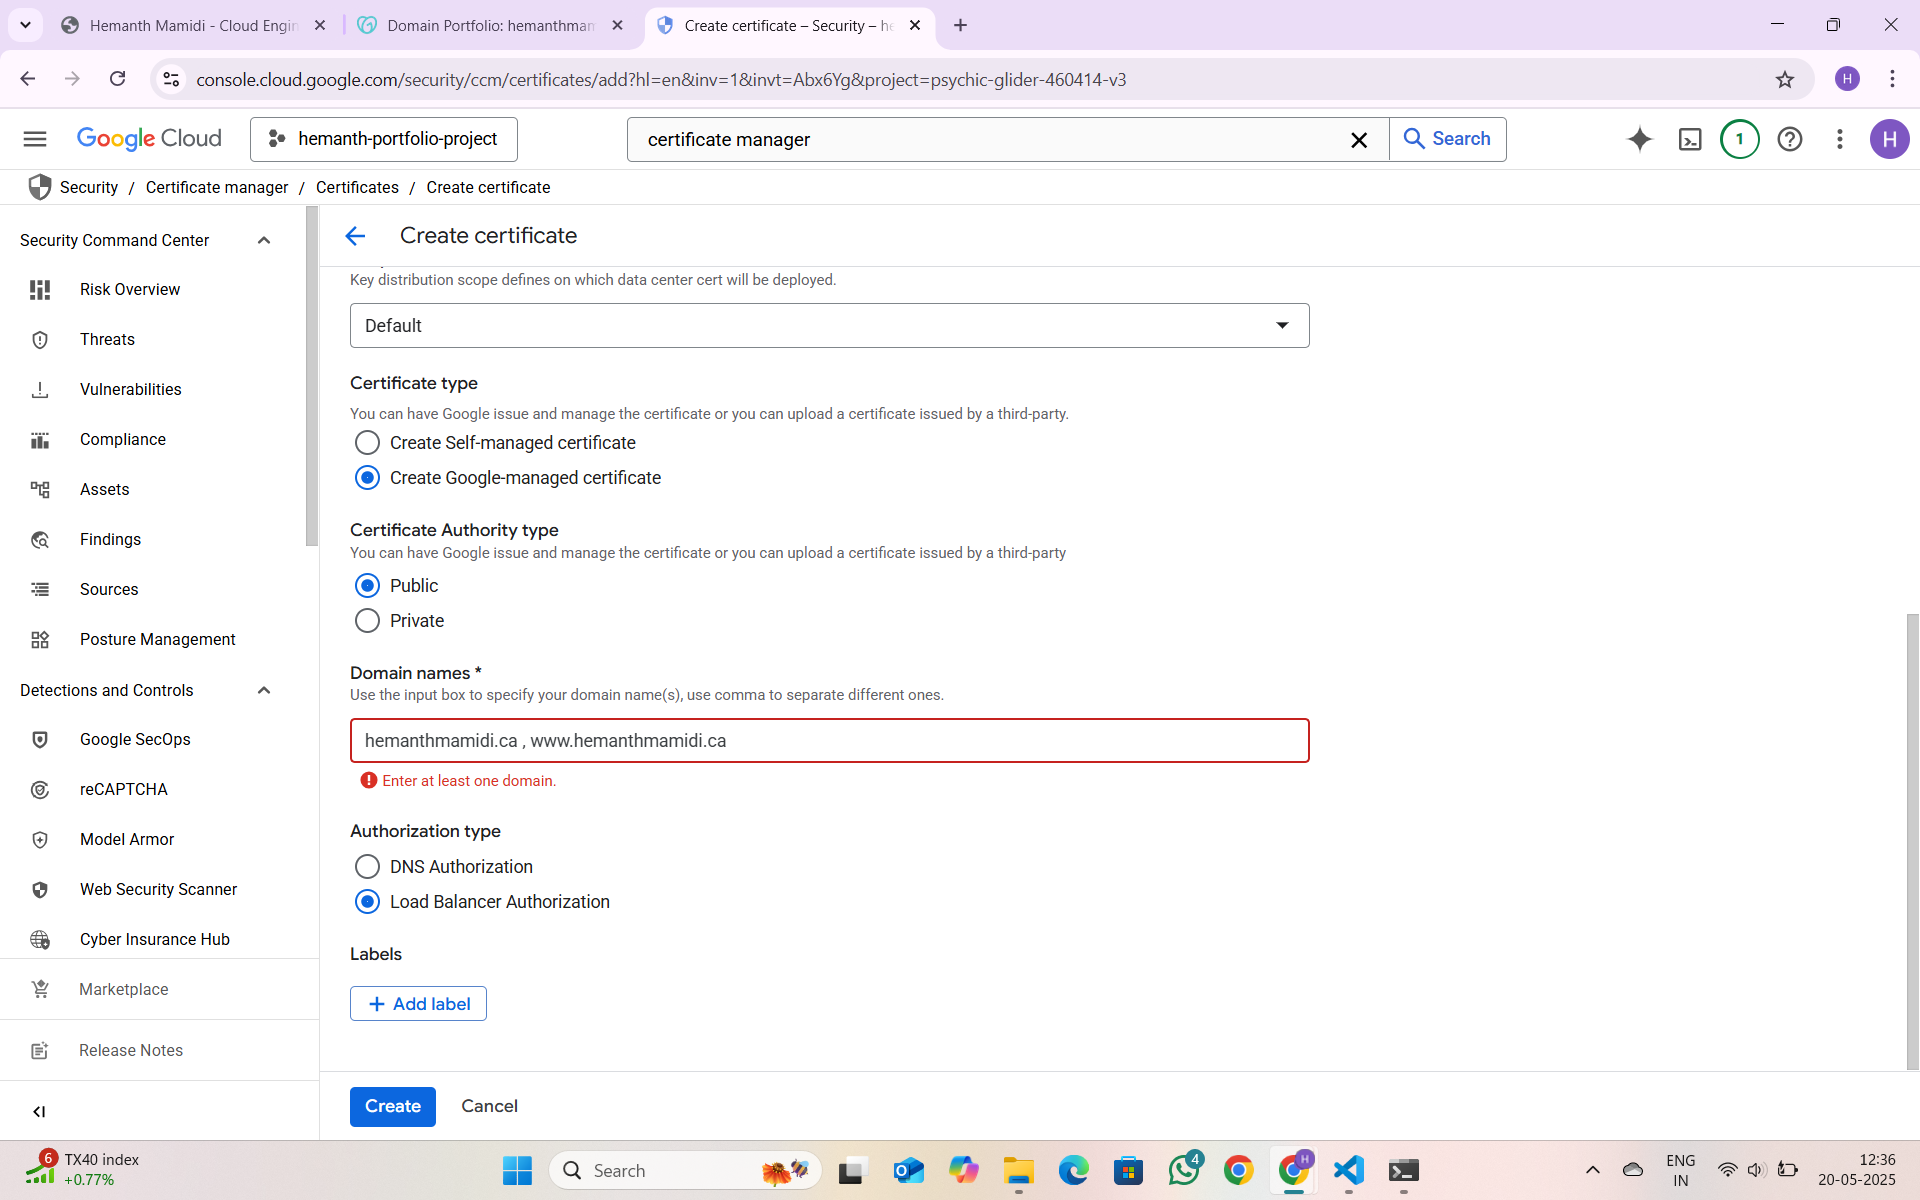 Hemanth Mamidi - Cloud Engin
Domain Portfolio: hemanthmam
Create certificate – Security – he
console.cloud.google.com/security/ccm/certificates/add?hl=en&inv=1&invt=Abx6Yg&project=psychic-glider-460414-v3
H
Google Cloud
hemanth-portfolio-project
certificate manager
Search
1
H
Security / Certificate manager / Certificates / Create certificate
Security Command Center
Risk Overview
Threats
Vulnerabilities
Compliance
Assets
Findings
Sources
Posture Management
Detections and Controls
Google SecOps
reCAPTCHA
Model Armor
Web Security Scanner
Cyber Insurance Hub
Marketplace
Release Notes
Create certificate
Key distribution scope defines on which data center cert will be deployed.
Default
Certificate type
You can have Google issue and manage the certificate or you can upload a certificate issued by a third-party.
Create Self-managed certificate
Create Google-managed certificate
Certificate Authority type
You can have Google issue and manage the certificate or you can upload a certificate issued by a third-party
Public
Private
Domain names *
Use the input box to specify your domain name(s), use comma to separate different ones.
hemanthmamidi.ca , www.hemanthmamidi.ca
Enter at least one domain.
Authorization type
DNS Authorization
Load Balancer Authorization
Labels
Add label
Create
Cancel
6
TX40 index
+0.77%
Search
4
H
ENG
IN
12:36
20-05-2025